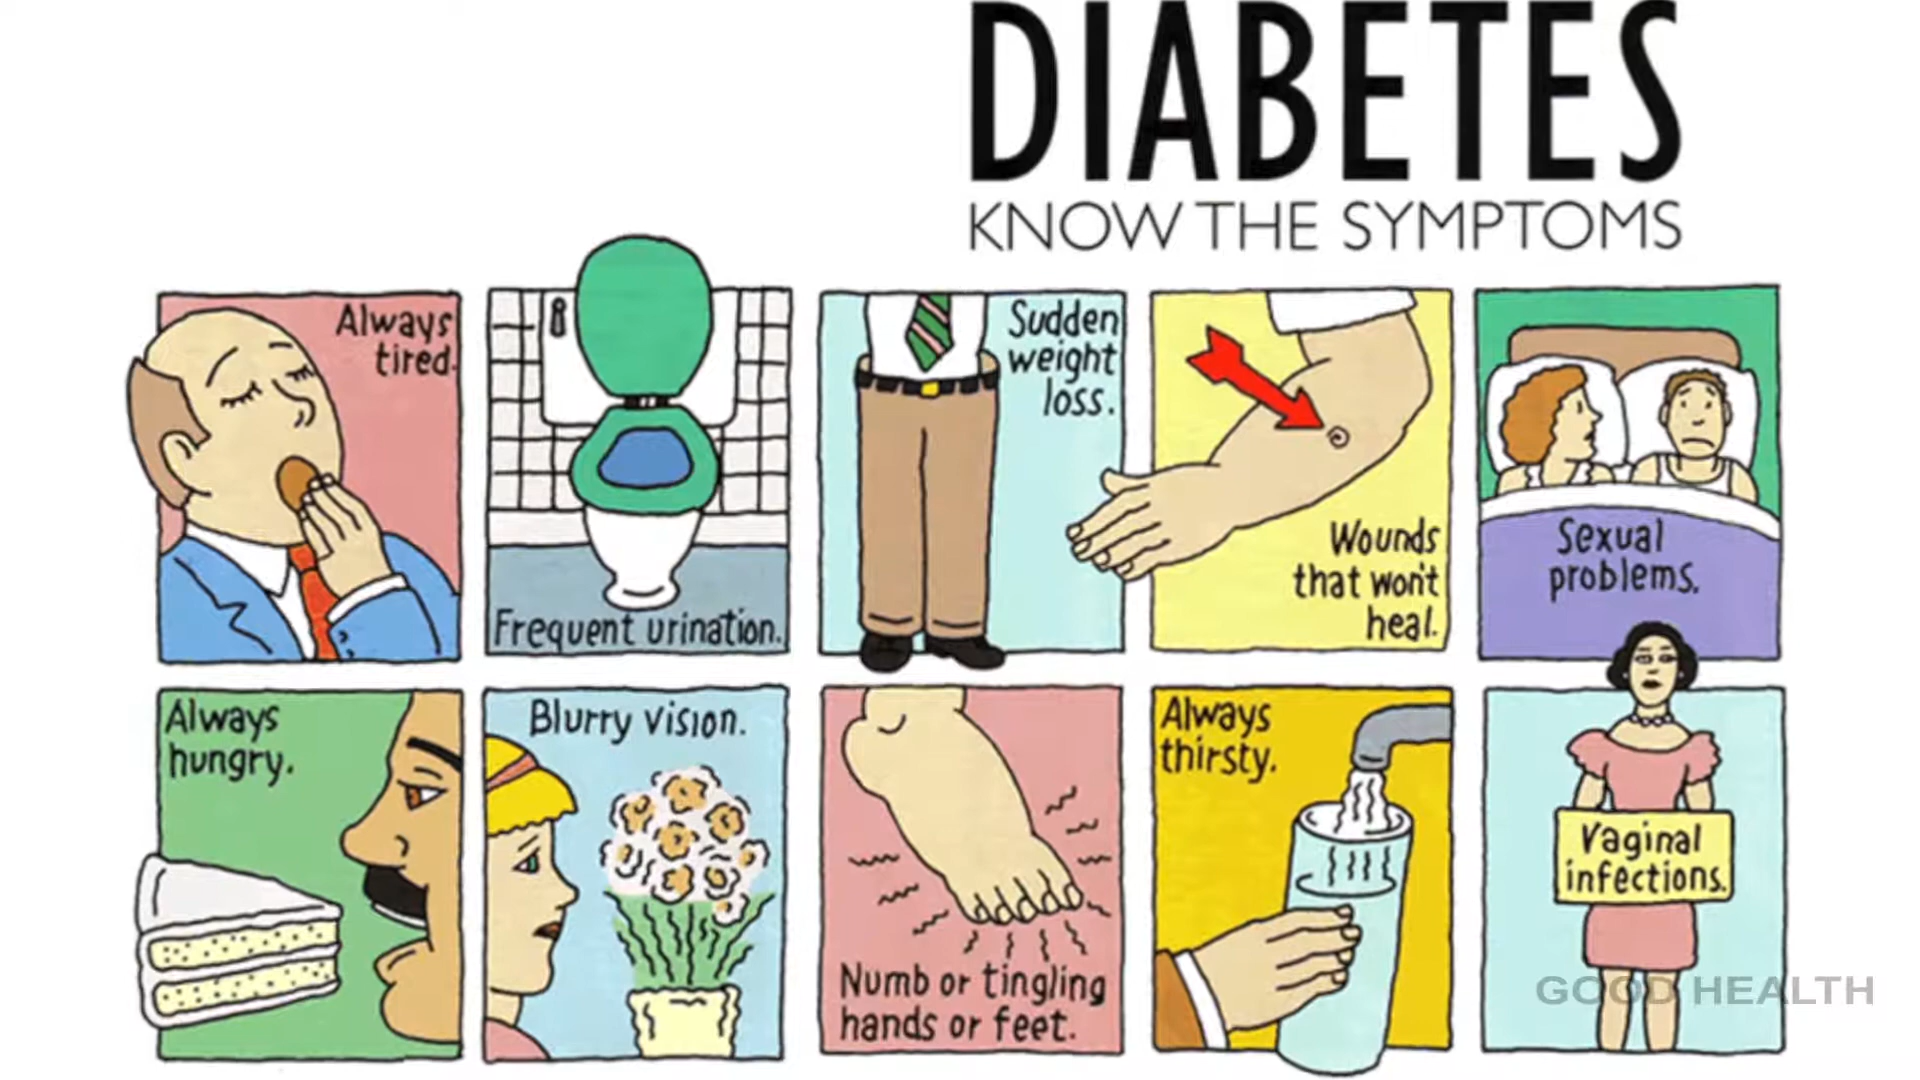 DIABETES
KNOW THE SYMPTOMS
Always
tired.
Frequent urination.
Sudden
weight
loss.
Wounds
that won't
heal.
Sexual
problems.
Always
hungry.
Blurry vision.
Numb or tingling
hands or feet.
Always
thirsty.
Vaginal
infections.
GOOD HEALTH